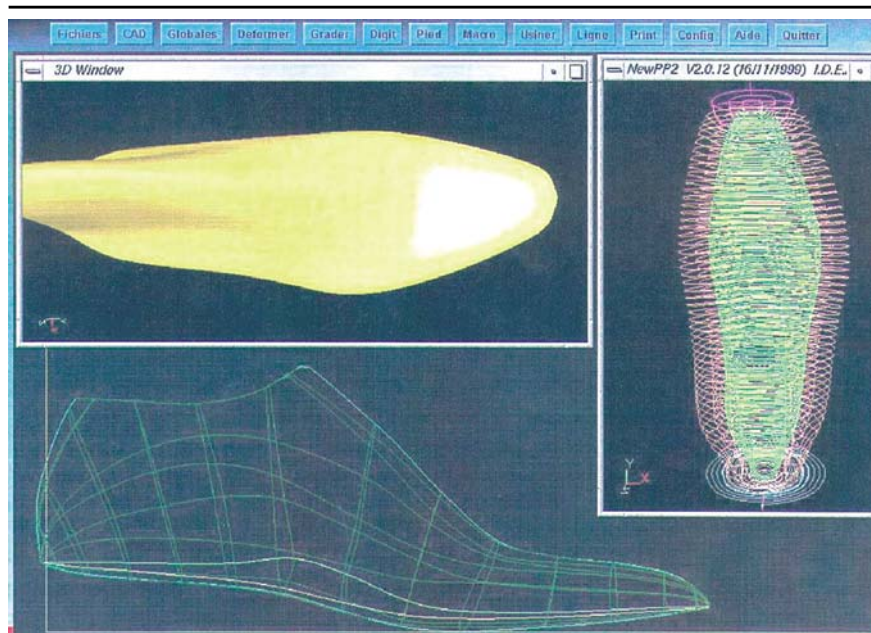 Fichiers CAD Globales Deformer Grader Digit Pied Macro Usiner Ligne Print Config Aide Quitter
3D Window
NewPP2 V2.0.12 (16/11/1999) I.D.E..
Y
X